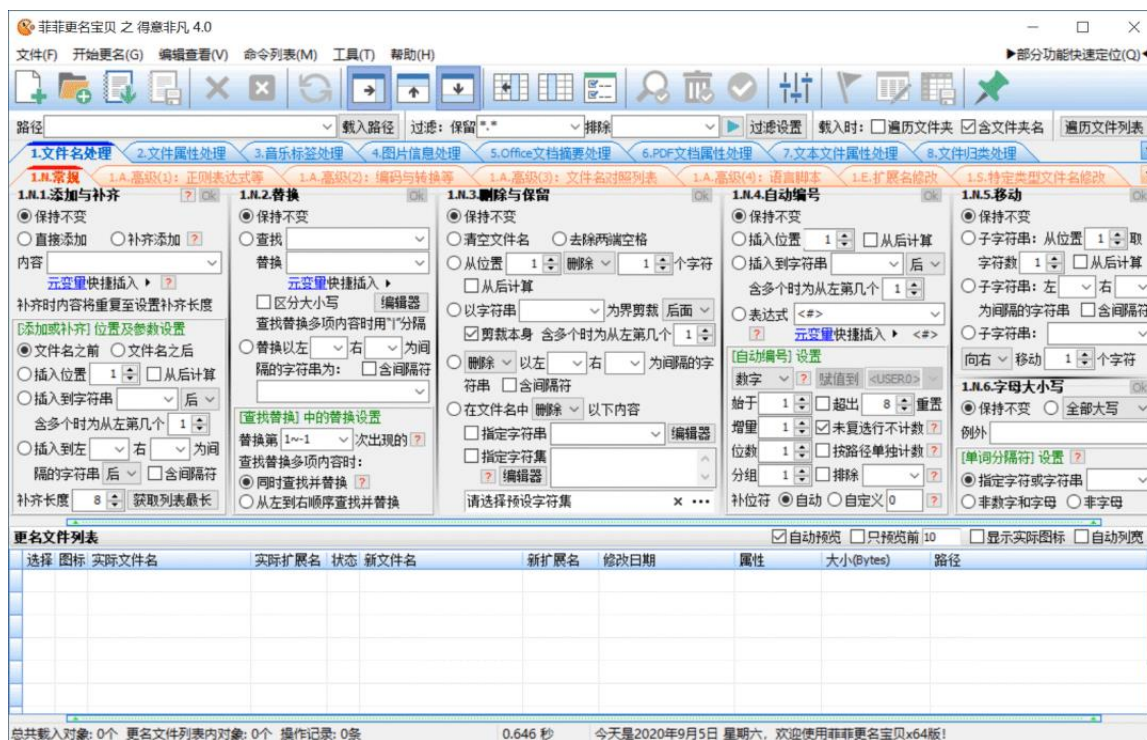 菲菲更名宝贝 之 得意非凡 4.0
文件(F) 开始更名(G) 编辑查看(V) 命令列表(M) 工具(T) 帮助(H) ▶部分功能快速定位(Q)◀
路径 载入路径 过滤: 保留 *.* 排除 过滤设置 载入时: 遍历文件夹 含文件夹名 遍历文件列表
1.文件名处理 2.文件属性处理 3.音乐标签处理 4.图片信息处理 5.Office文档摘要处理 6.PDF文档属性处理 7.文本文件属性处理 8.文件归类处理
1.N.常规 1.A.高级(1): 正则表达式等 1.A.高级(2): 编码与转换等 1.A.高级(3): 文件名对照列表 1.A.高级(4): 语言脚本 1.E.扩展名修改 1.S.特定类型文件名修改
1.N.1.添加与补齐 ? Ok
保持不变
直接添加 补齐添加 ?
内容
元变量快捷插入 ?
补齐时内容将重复至设置补齐长度
[添加或补齐] 位置及参数设置
文件名之前 文件名之后
插入位置 1 从后计算
插入到字符串 后
含多个时为从左第几个 1
插入到左 右 为间
隔的字符串 后 含间隔符
补齐长度 8 获取列表最长
1.N.2.替换 Ok
保持不变
查找
替换
元变量快捷插入
区分大小写 编辑器
查找替换多项内容时用"|"分隔
替换以左 右 为间
隔的字符串为: 含间隔符
[查找替换] 中的替换设置
替换第 1~-1 次出现的 ?
查找替换多项内容时:
同时查找并替换 ?
从左到右顺序查找并替换
1.N.3.删除与保留 Ok
保持不变
清空文件名 去除两端空格
从位置 1 删除 1 个字符
从后计算
以字符串 为界剪裁 后面
剪裁本身 含多个时为从左第几个 1
删除 以左 右 为间隔的字
符串 含间隔符
在文件名中 删除 以下内容
指定字符串 编辑器
指定字符集
? 编辑器
请选择预设字符集 x ···
1.N.4.自动编号 Ok
保持不变
插入位置 1 从后计算
插入到字符串 后
含多个时为从左第几个 1
表达式 <#>
? 元变量快捷插入 <#>
[自动编号] 设置
数字 ? 赋值到 <USER0>
始于 1 超出 8 重置
增量 1 未复选行不计数 ?
位数 1 按路径单独计数 ?
分组 1 排除 ?
补位符 自动 自定义 0 ?
1.N.5.移动 Ok
保持不变
子字符串: 从位置 1 取
字符数 1 从后计算
子字符串: 左 右
为间隔的字符串 含间隔符
子字符串:
向右 移动 1 个字符
1.N.6.字母大小写 Ok
保持不变 全部大写
例外
[单词分隔符] 设置 ?
指定字符或字符串
非数字和字母 非字母
更名文件列表 自动预览 只预览前 10 显示实际图标 自动列宽
选择 图标 实际文件名 实际扩展名 状态 新文件名 新扩展名 修改日期 属性 大小(Bytes) 路径
总共载入对象: 0个 更名文件列表内对象: 0个 操作记录: 0条 0.646 秒 今天是2020年9月5日 星期六，欢迎使用菲菲更名宝贝x64版!